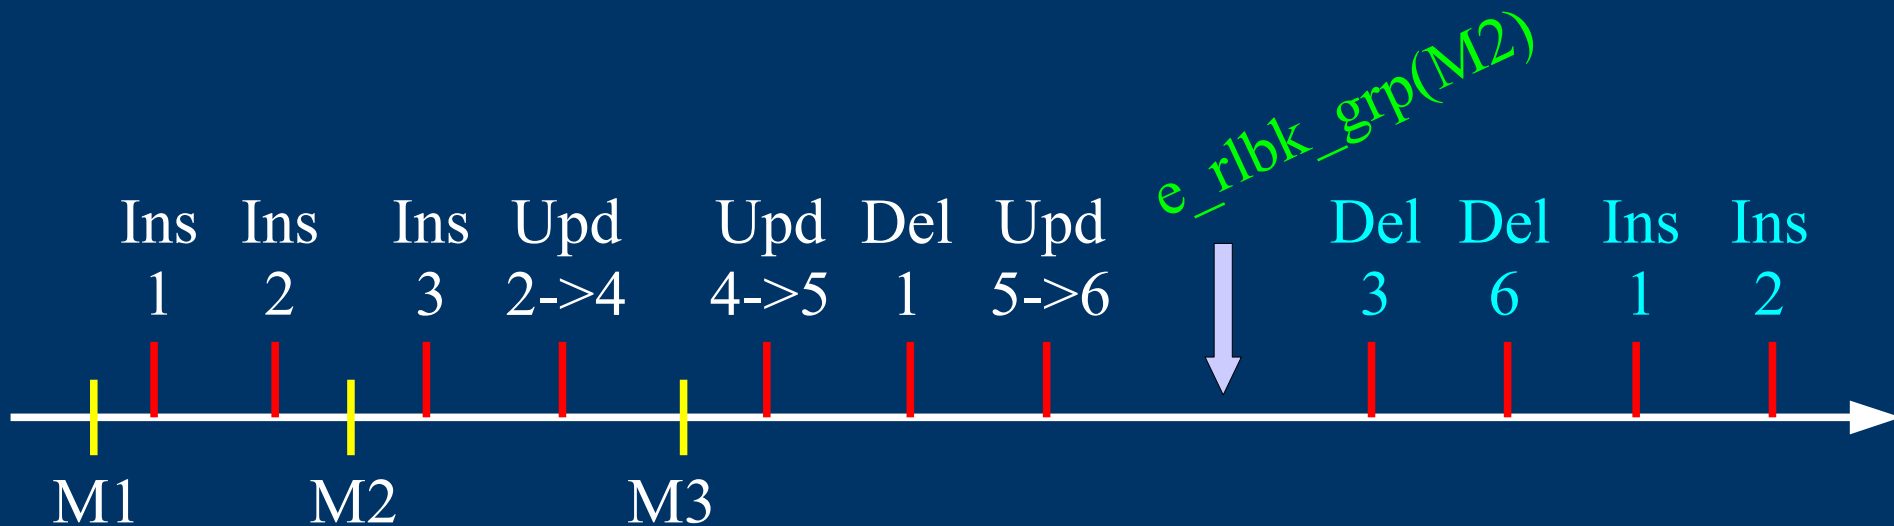 e_rlbk_grp(M2)
Ins Ins Ins Upd Upd Del Upd Del Del Ins Ins
1 2 3 2->4 4->5 1 5->6 3 6 1 2
M1 M2 M3